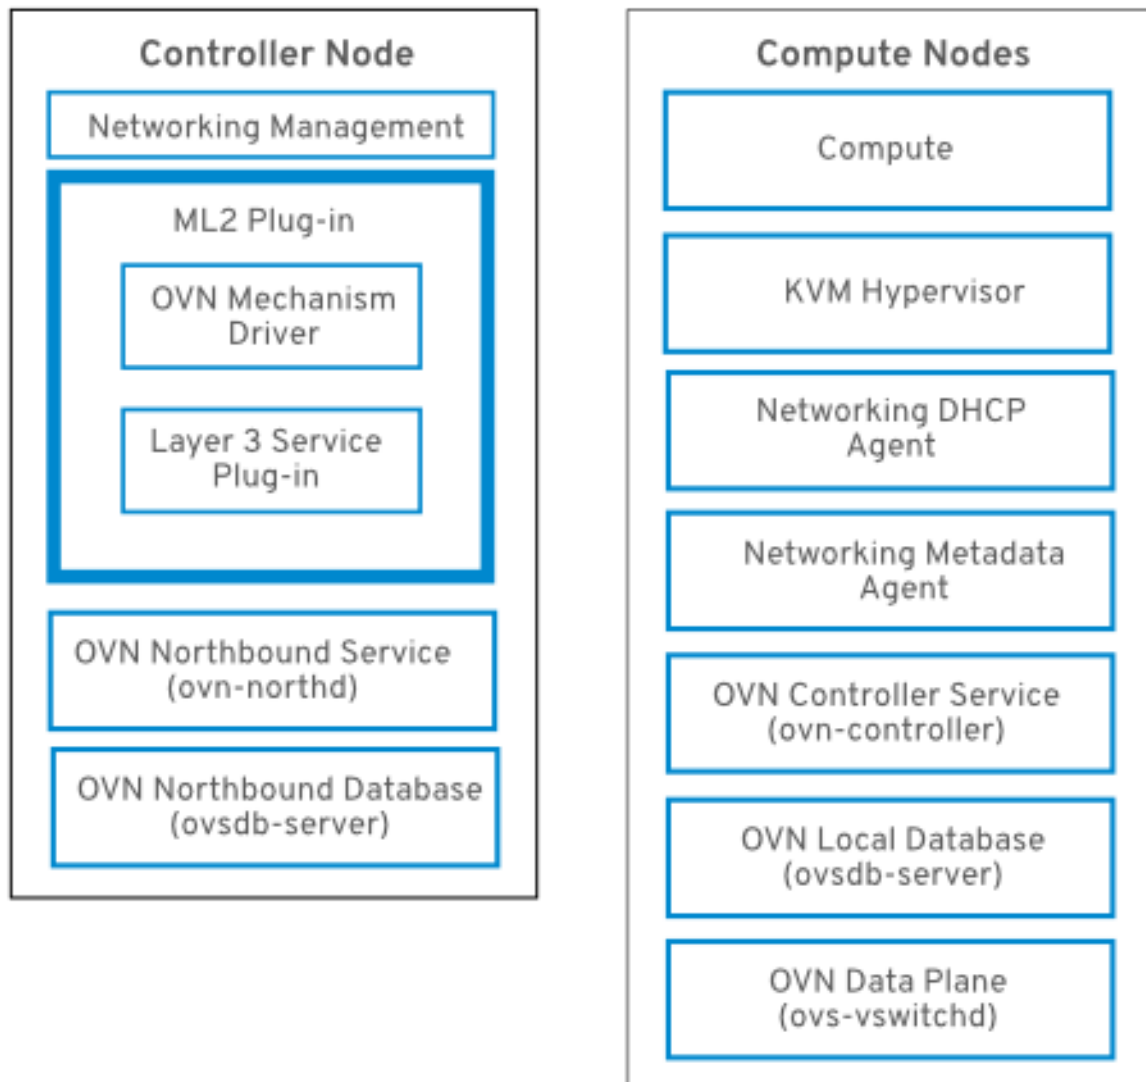 Controller Node
Networking Management
ML2 Plug-in
OVN Mechanism
Driver
Layer 3 Service
Plug-in
OVN Northbound Service
(ovn-northd)
OVN Northbound Database
(ovsdb-server)
Compute Nodes
Compute
KVM Hypervisor
Networking DHCP
Agent
Networking Metadata
Agent
OVN Controller Service
(ovn-controller)
OVN Local Database
(ovsdb-server)
OVN Data Plane
(ovs-vswitchd)